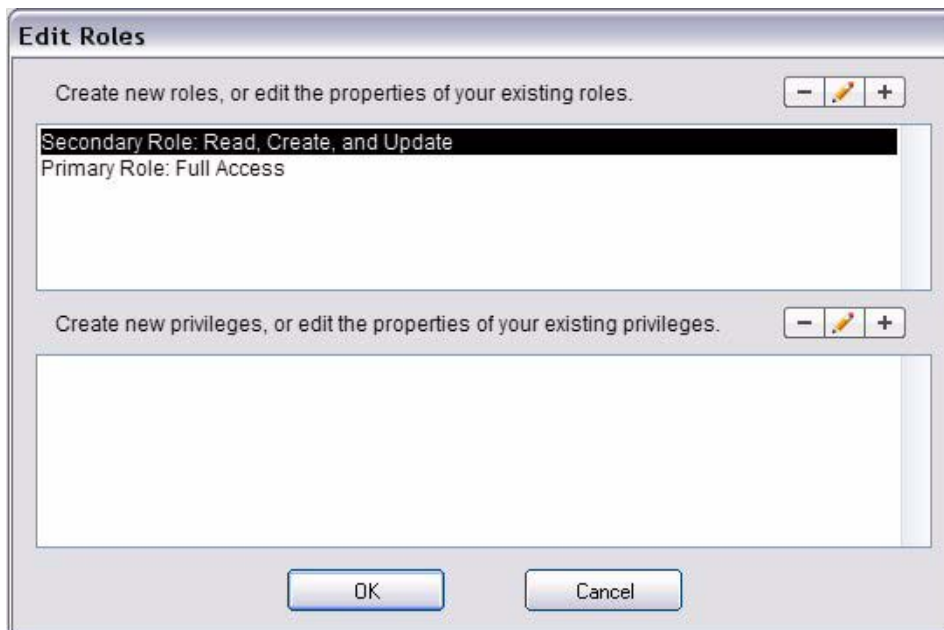 Edit Roles
Create new roles, or edit the properties of your existing roles.
Secondary Role: Read, Create, and Update
Primary Role: Full Access
Create new privileges, or edit the properties of your existing privileges.
OK Cancel